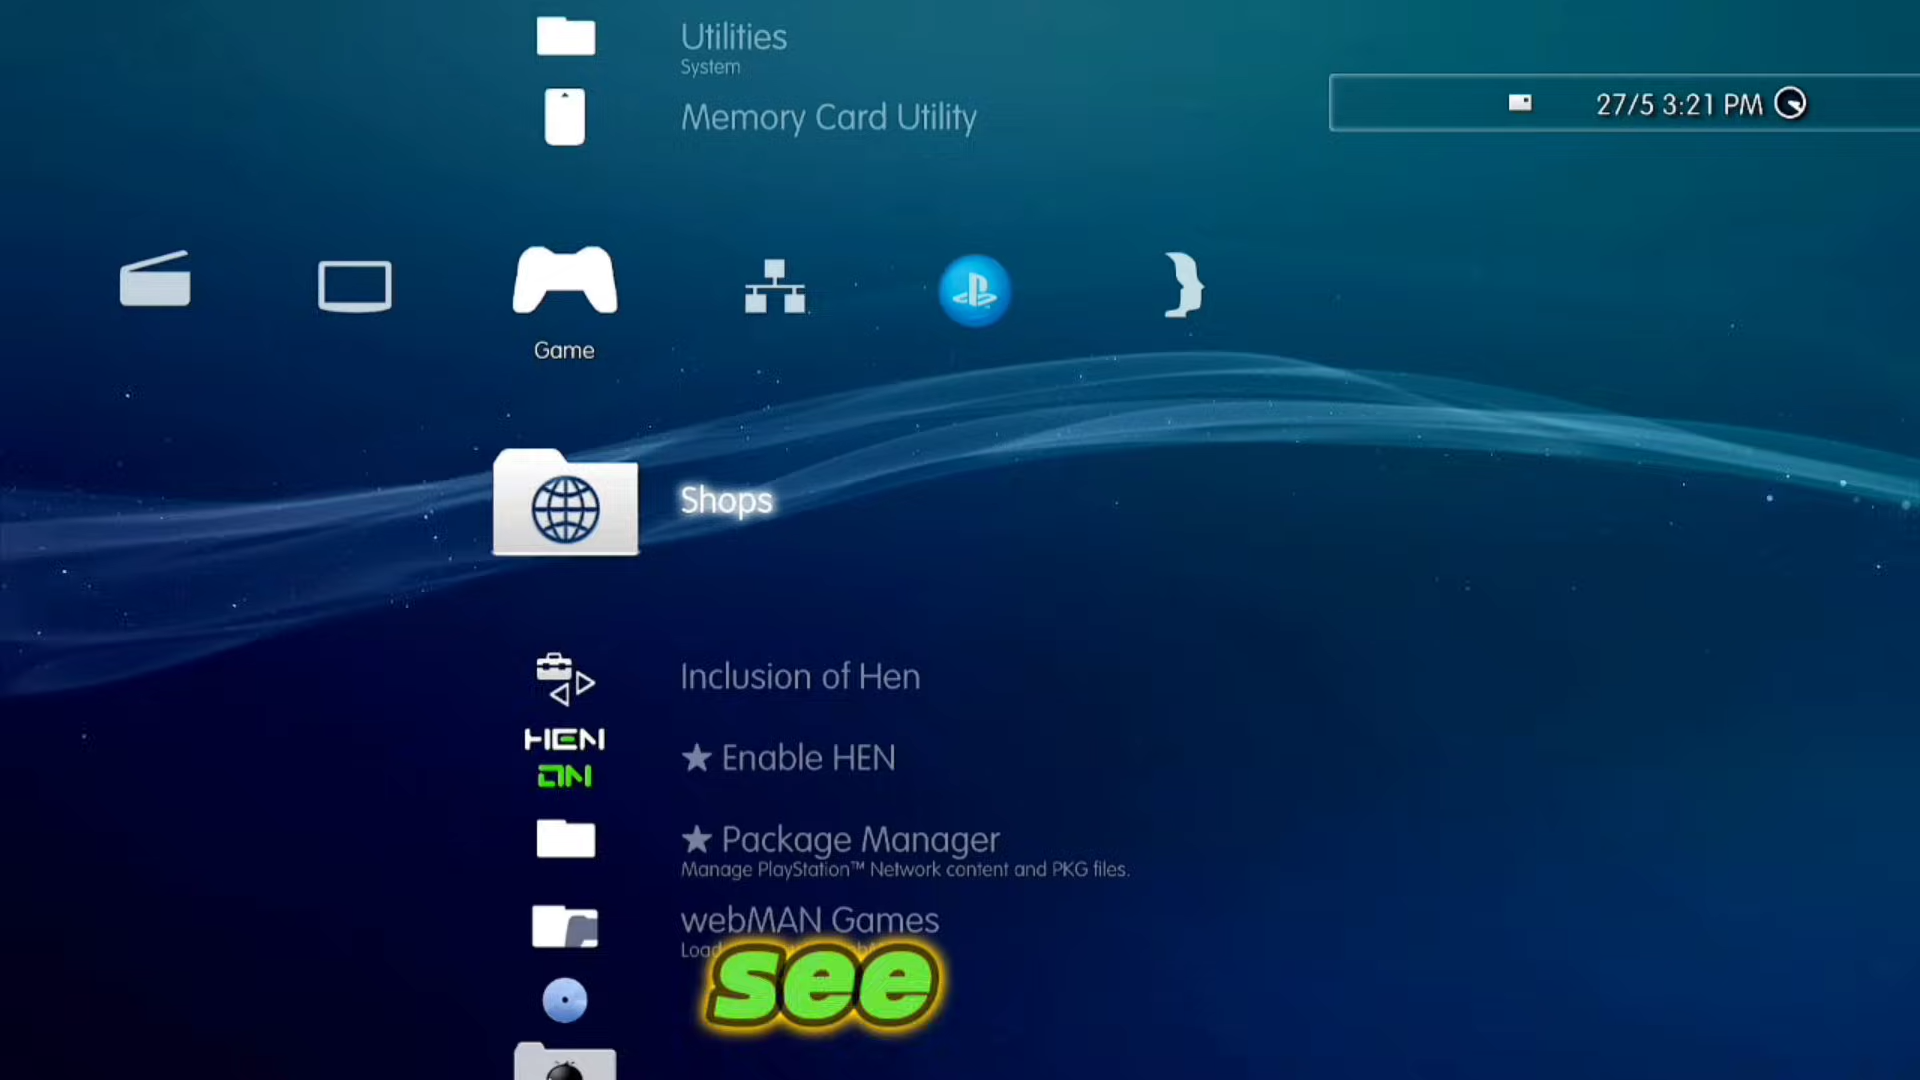 Utilities
System
Memory Card Utility
27/5 3:21 PM
Game
Shops
Inclusion of Hen
HEN
ON
★ Enable HEN
★ Package Manager
Manage PlayStation™ Network content and PKG files.
webMAN Games
Load
see